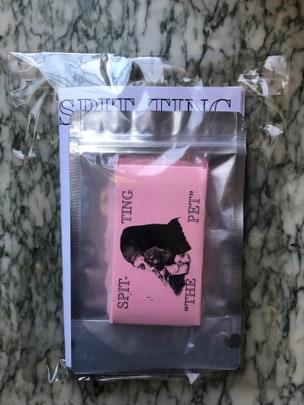 SPIT-TING
SPIT-
TING
"THE
PET"